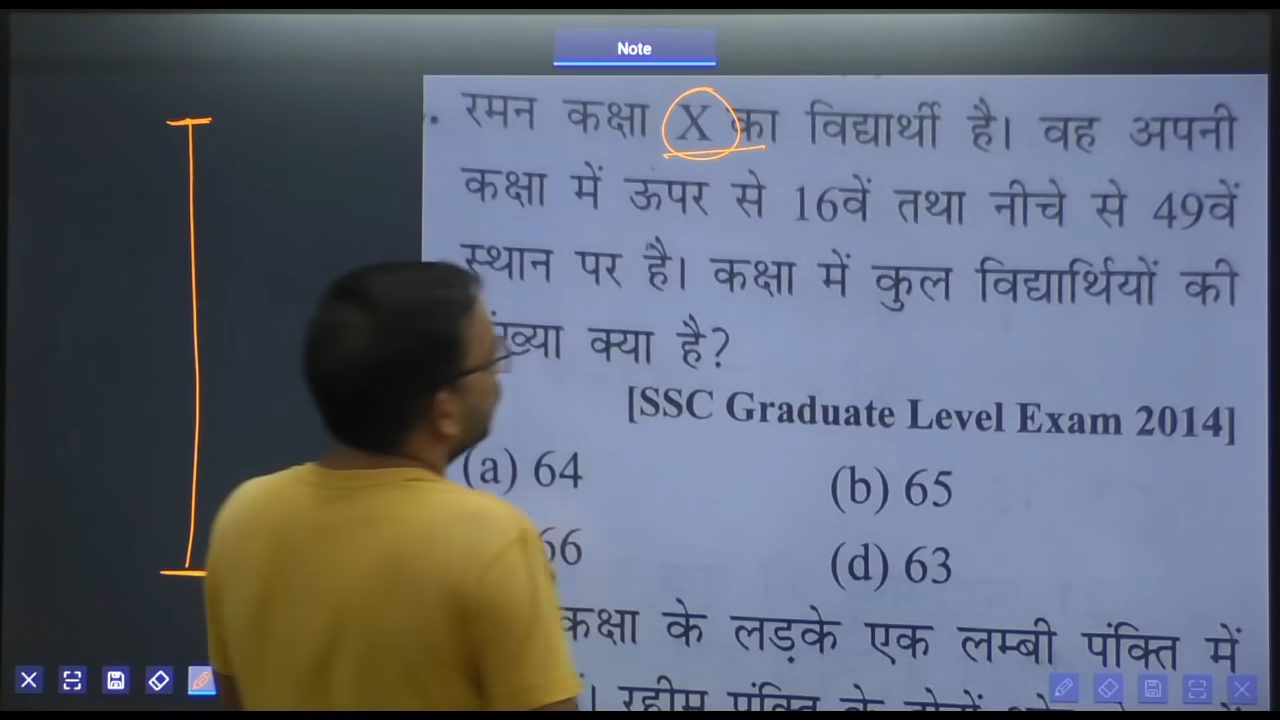 Note
रमन कक्षा X का विद्यार्थी है। वह अपनी
कक्षा में ऊपर से 16वें तथा नीचे से 49वें
स्थान पर है। कक्षा में कुल विद्यार्थियों की
क्या है?
[SSC Graduate Level Exam 2014]
(a) 64 (b) 65
66 (d) 63
कक्षा के लड़के एक लम्बी पंक्ति में